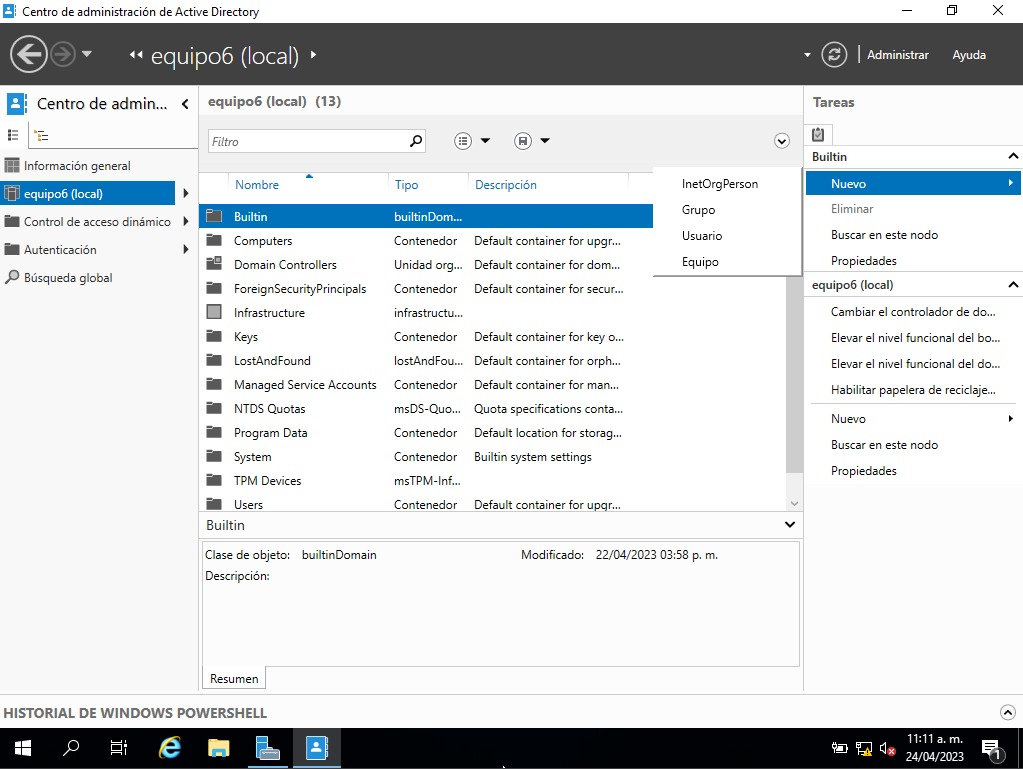 Centro de administración de Active Directory
equipo6 (local)
Administrar
Ayuda
Centro de admin...
Información general
equipo6 (local)
Control de acceso dinámico
Autenticación
Búsqueda global
equipo6 (local) (13)
Filtro
Nombre Tipo Descripción
Builtin builtinDom...
Computers Contenedor Default container for upgr...
Domain Controllers Unidad org... Default container for dom...
ForeignSecurityPrincipals Contenedor Default container for secur...
Infrastructure infrastructu...
Keys Contenedor Default container for key o...
LostAndFound lostAndFou... Default container for orph...
Managed Service Accounts Contenedor Default container for man...
NTDS Quotas msDS-Quo... Quota specifications conta...
Program Data Contenedor Default location for storag...
System Contenedor Builtin system settings
TPM Devices msTPM-Inf...
Users Contenedor Default container for upgr...
InetOrgPerson
Grupo
Usuario
Equipo
Builtin
Clase de objeto: builtinDomain Modificado: 22/04/2023 03:58 p. m.
Descripción:
Resumen
Tareas
Builtin
Nuevo
Eliminar
Buscar en este nodo
Propiedades
equipo6 (local)
Cambiar el controlador de do...
Elevar el nivel funcional del bo...
Elevar el nivel funcional del do...
Habilitar papelera de reciclaje...
Nuevo
Buscar en este nodo
Propiedades
HISTORIAL DE WINDOWS POWERSHELL
11:11 a. m.
24/04/2023
1